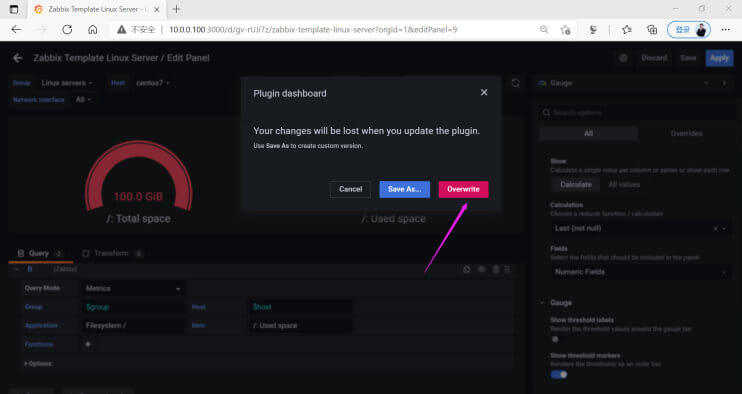 Zabbix Template Linux Server - G
不安全
10.0.0.100:3000/d/gv-rUJi7z/zabbix-template-linux-server?orgId=1&editPanel=9
登录
Zabbix Template Linux Server / Edit Panel
Discard
Save
Apply
Group
Linux servers
Host
centos7
Network Interface
All
Gauge
Search options
All
Overrides
Plugin dashboard
Your changes will be lost when you update the plugin.
Use Save As to create custom version.
Cancel
Save As...
Overwrite
100.0 GiB
/: Total space
/: Used space
Show
Calculate a single value per column or series or show each row
Calculate
All values
Calculation
Choose a reducer function / calculation
Last (not null)
Fields
Select the fields that should be included in the panel
Numeric Fields
Query 2
Transform 0
B (Zabbix)
Query Mode
Metrics
Group
$group
Host
$host
Application
Filesystem /
Item
/: Used space
Functions
+
Options:
Gauge
Show threshold labels
Render the threshold values around the gauge bar
Show threshold markers
Renders the thresholds as an outer bar